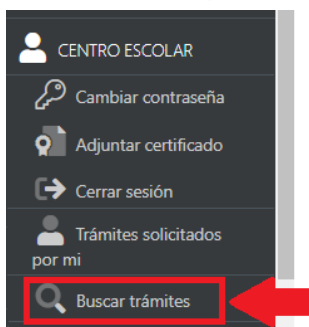 CENTRO ESCOLAR
Cambiar contraseña
Adjuntar certificado
Cerrar sesión
Trámites solicitados
por mi
Buscar trámites